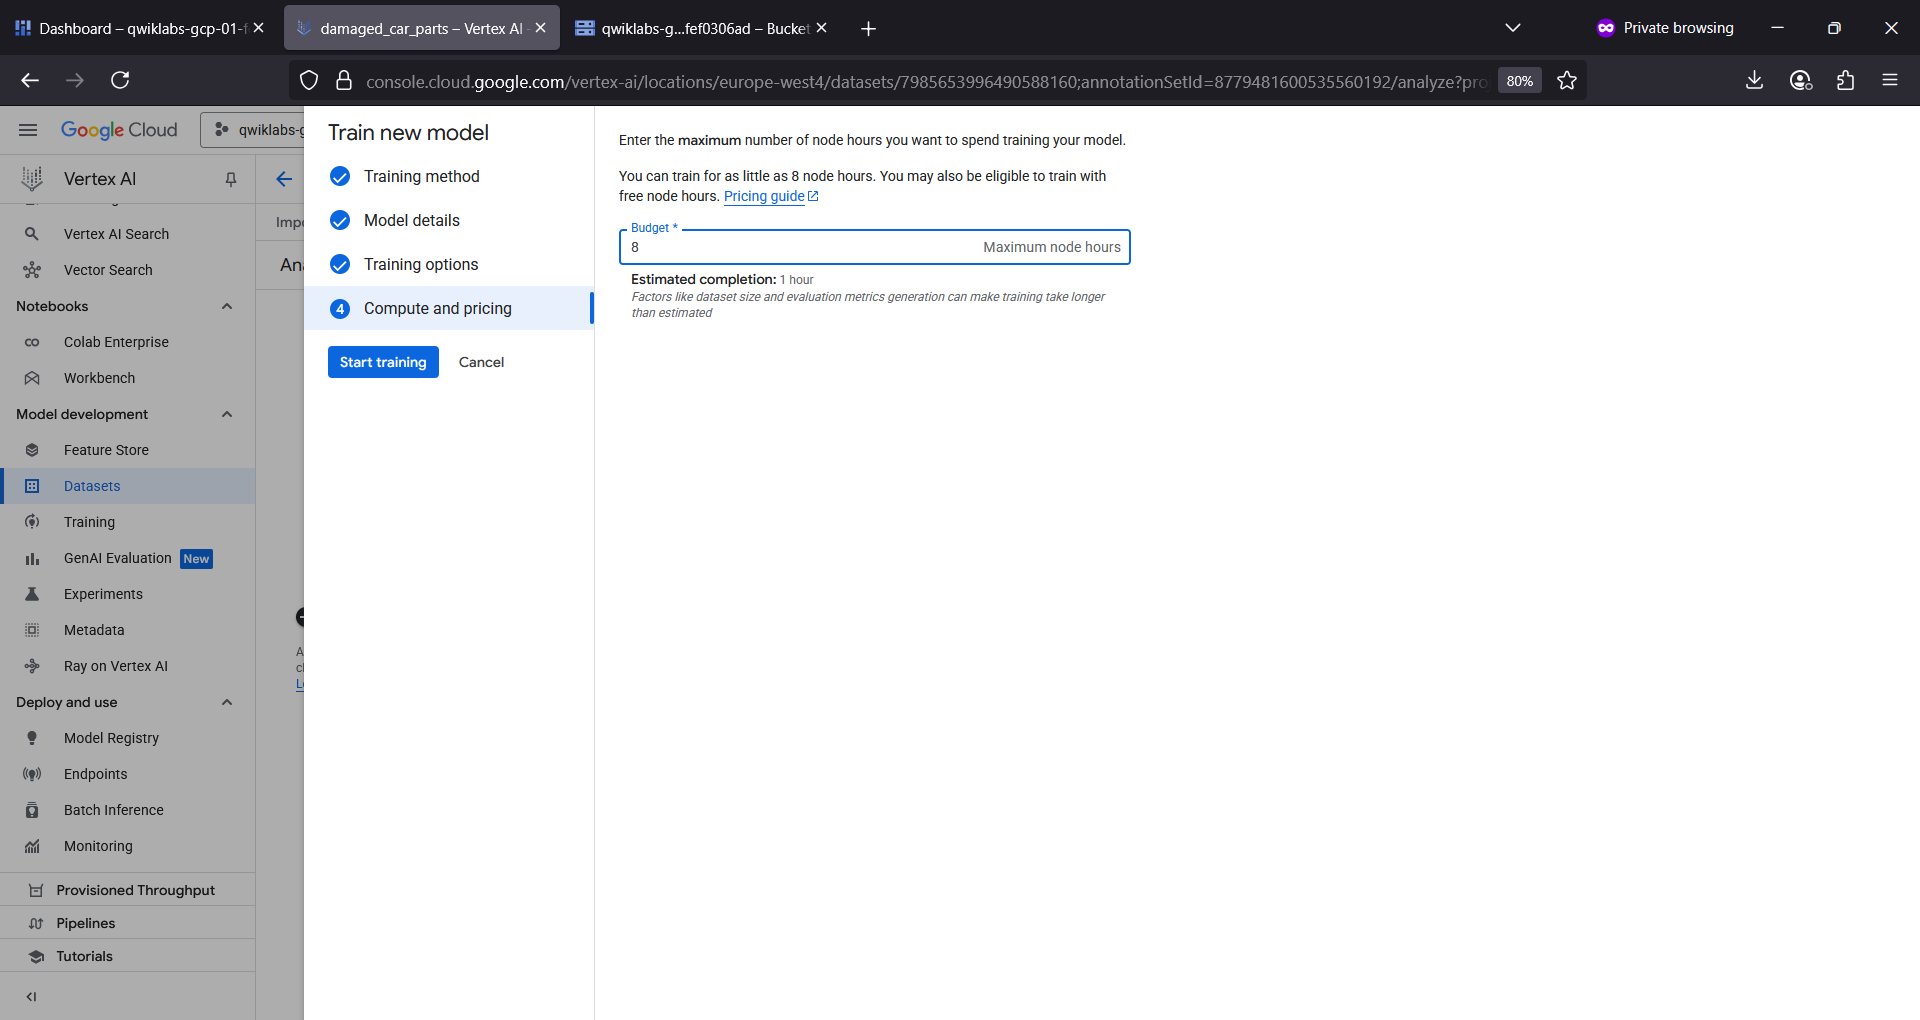 Dashboard – qwiklabs-gcp-01-f
damaged_car_parts – Vertex AI -
qwiklabs-g...fef0306ad – Bucket
Private browsing
console.cloud.google.com/vertex-ai/locations/europe-west4/datasets/7985653996490588160;annotationSetId=8779481600535560192/analyze?pro
80%
Google Cloud
qwiklabs-g
Vertex AI
Vertex AI Search
Vector Search
Notebooks
Colab Enterprise
Workbench
Model development
Feature Store
Datasets
Training
GenAI Evaluation New
Experiments
Metadata
Ray on Vertex AI
Deploy and use
Model Registry
Endpoints
Batch Inference
Monitoring
Provisioned Throughput
Pipelines
Tutorials
Impo
Ana
A
cl
Le
Train new model
Training method
Model details
Training options
4 Compute and pricing
Start training
Cancel
Enter the maximum number of node hours you want to spend training your model.
You can train for as little as 8 node hours. You may also be eligible to train with
free node hours. Pricing guide
Budget *
8 Maximum node hours
Estimated completion: 1 hour
Factors like dataset size and evaluation metrics generation can make training take longer
than estimated